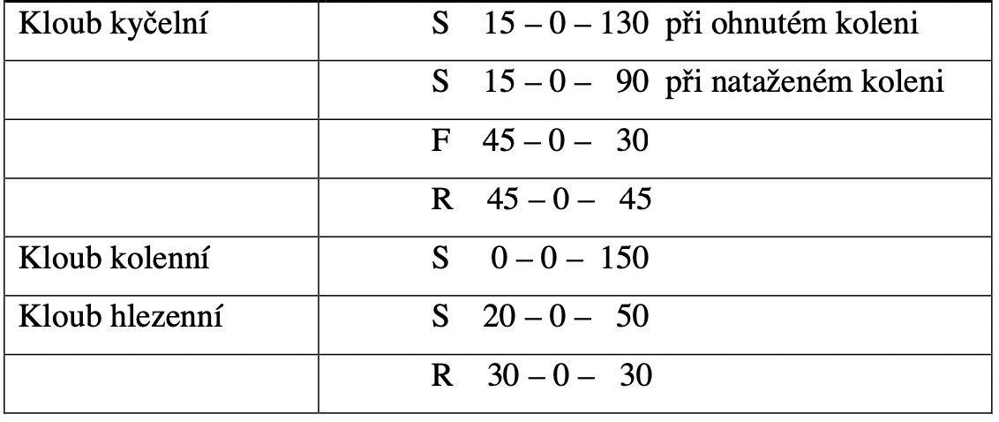 Kloub kyčelní S 15 – 0 – 130 při ohnutém koleni
S 15 – 0 – 90 při nataženém koleni
F 45 – 0 – 30
R 45 – 0 – 45
Kloub kolenní S 0 – 0 – 150
Kloub hlezenní S 20 – 0 – 50
R 30 – 0 – 30